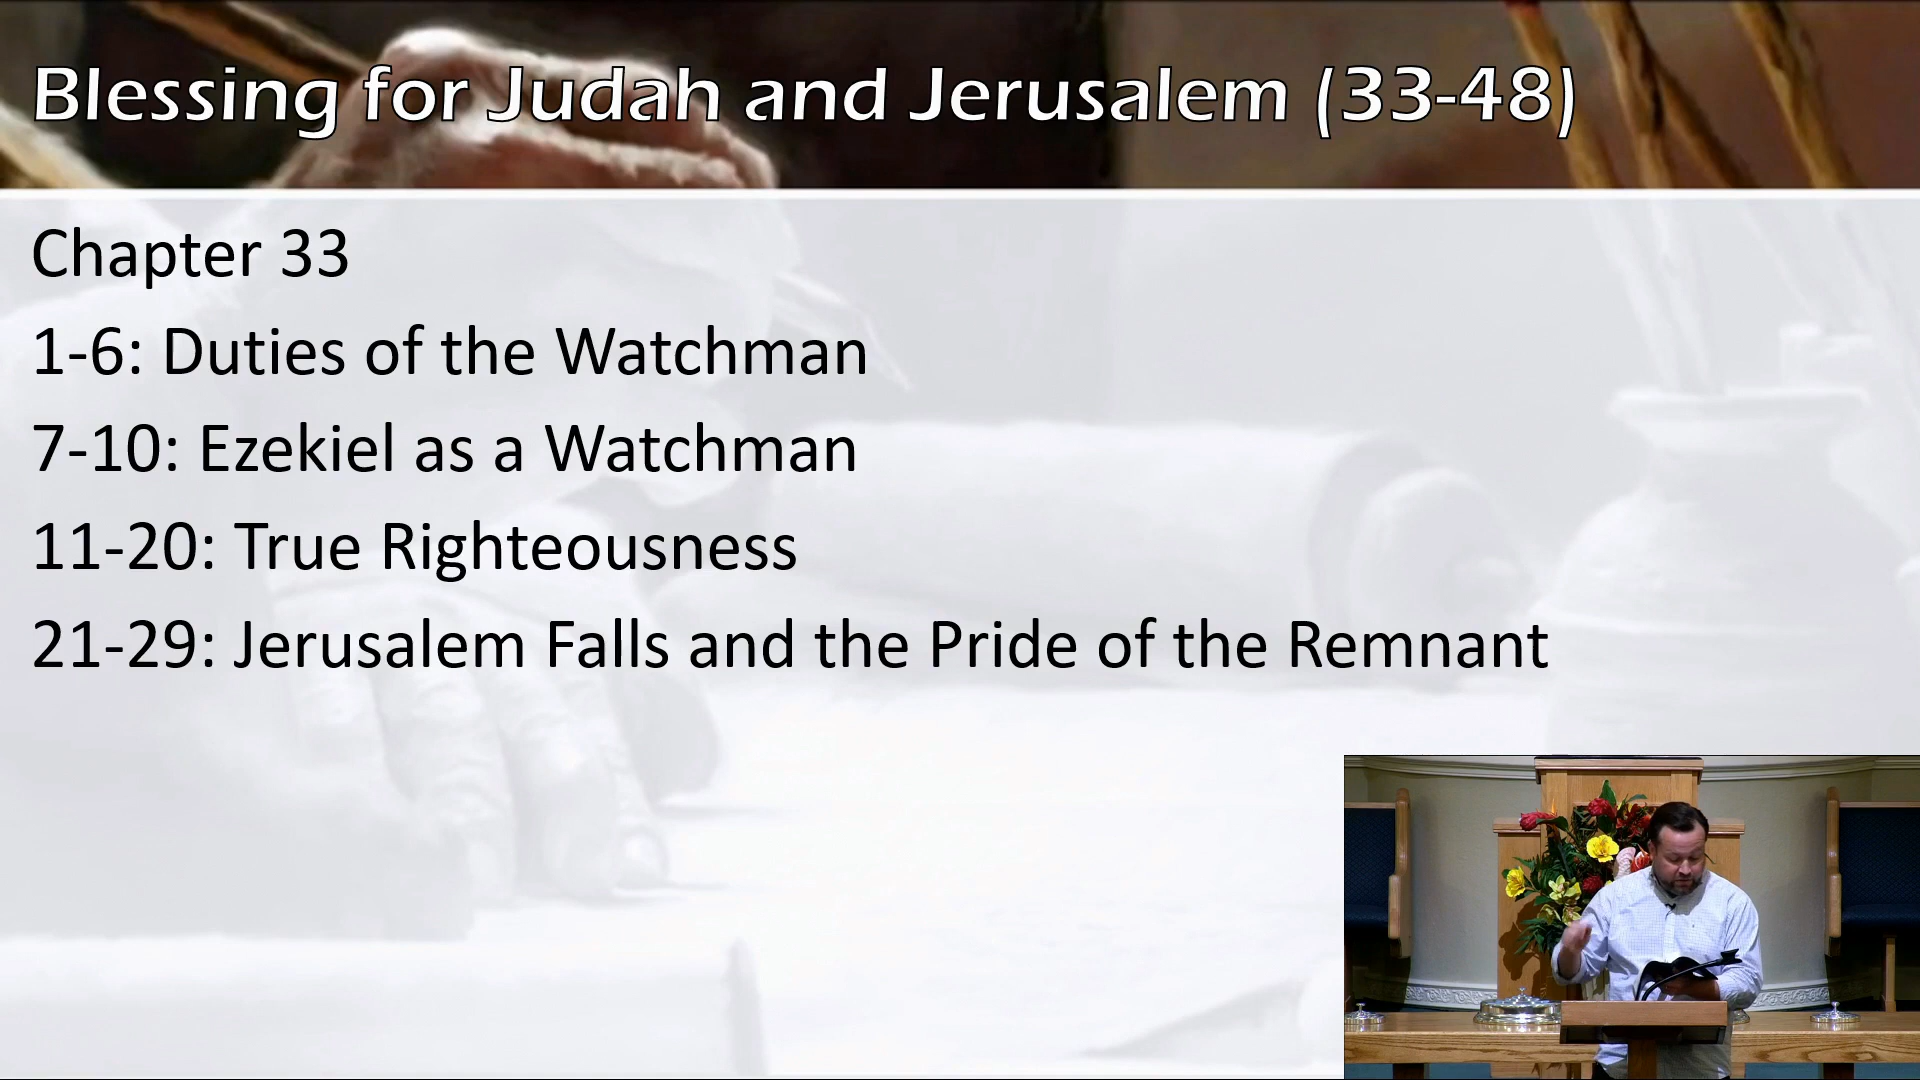 Blessing for Judah and Jerusalem (33-48)
Chapter 33
1-6: Duties of the Watchman
7-10: Ezekiel as a Watchman
11-20: True Righteousness
21-29: Jerusalem Falls and the Pride of the Remnant